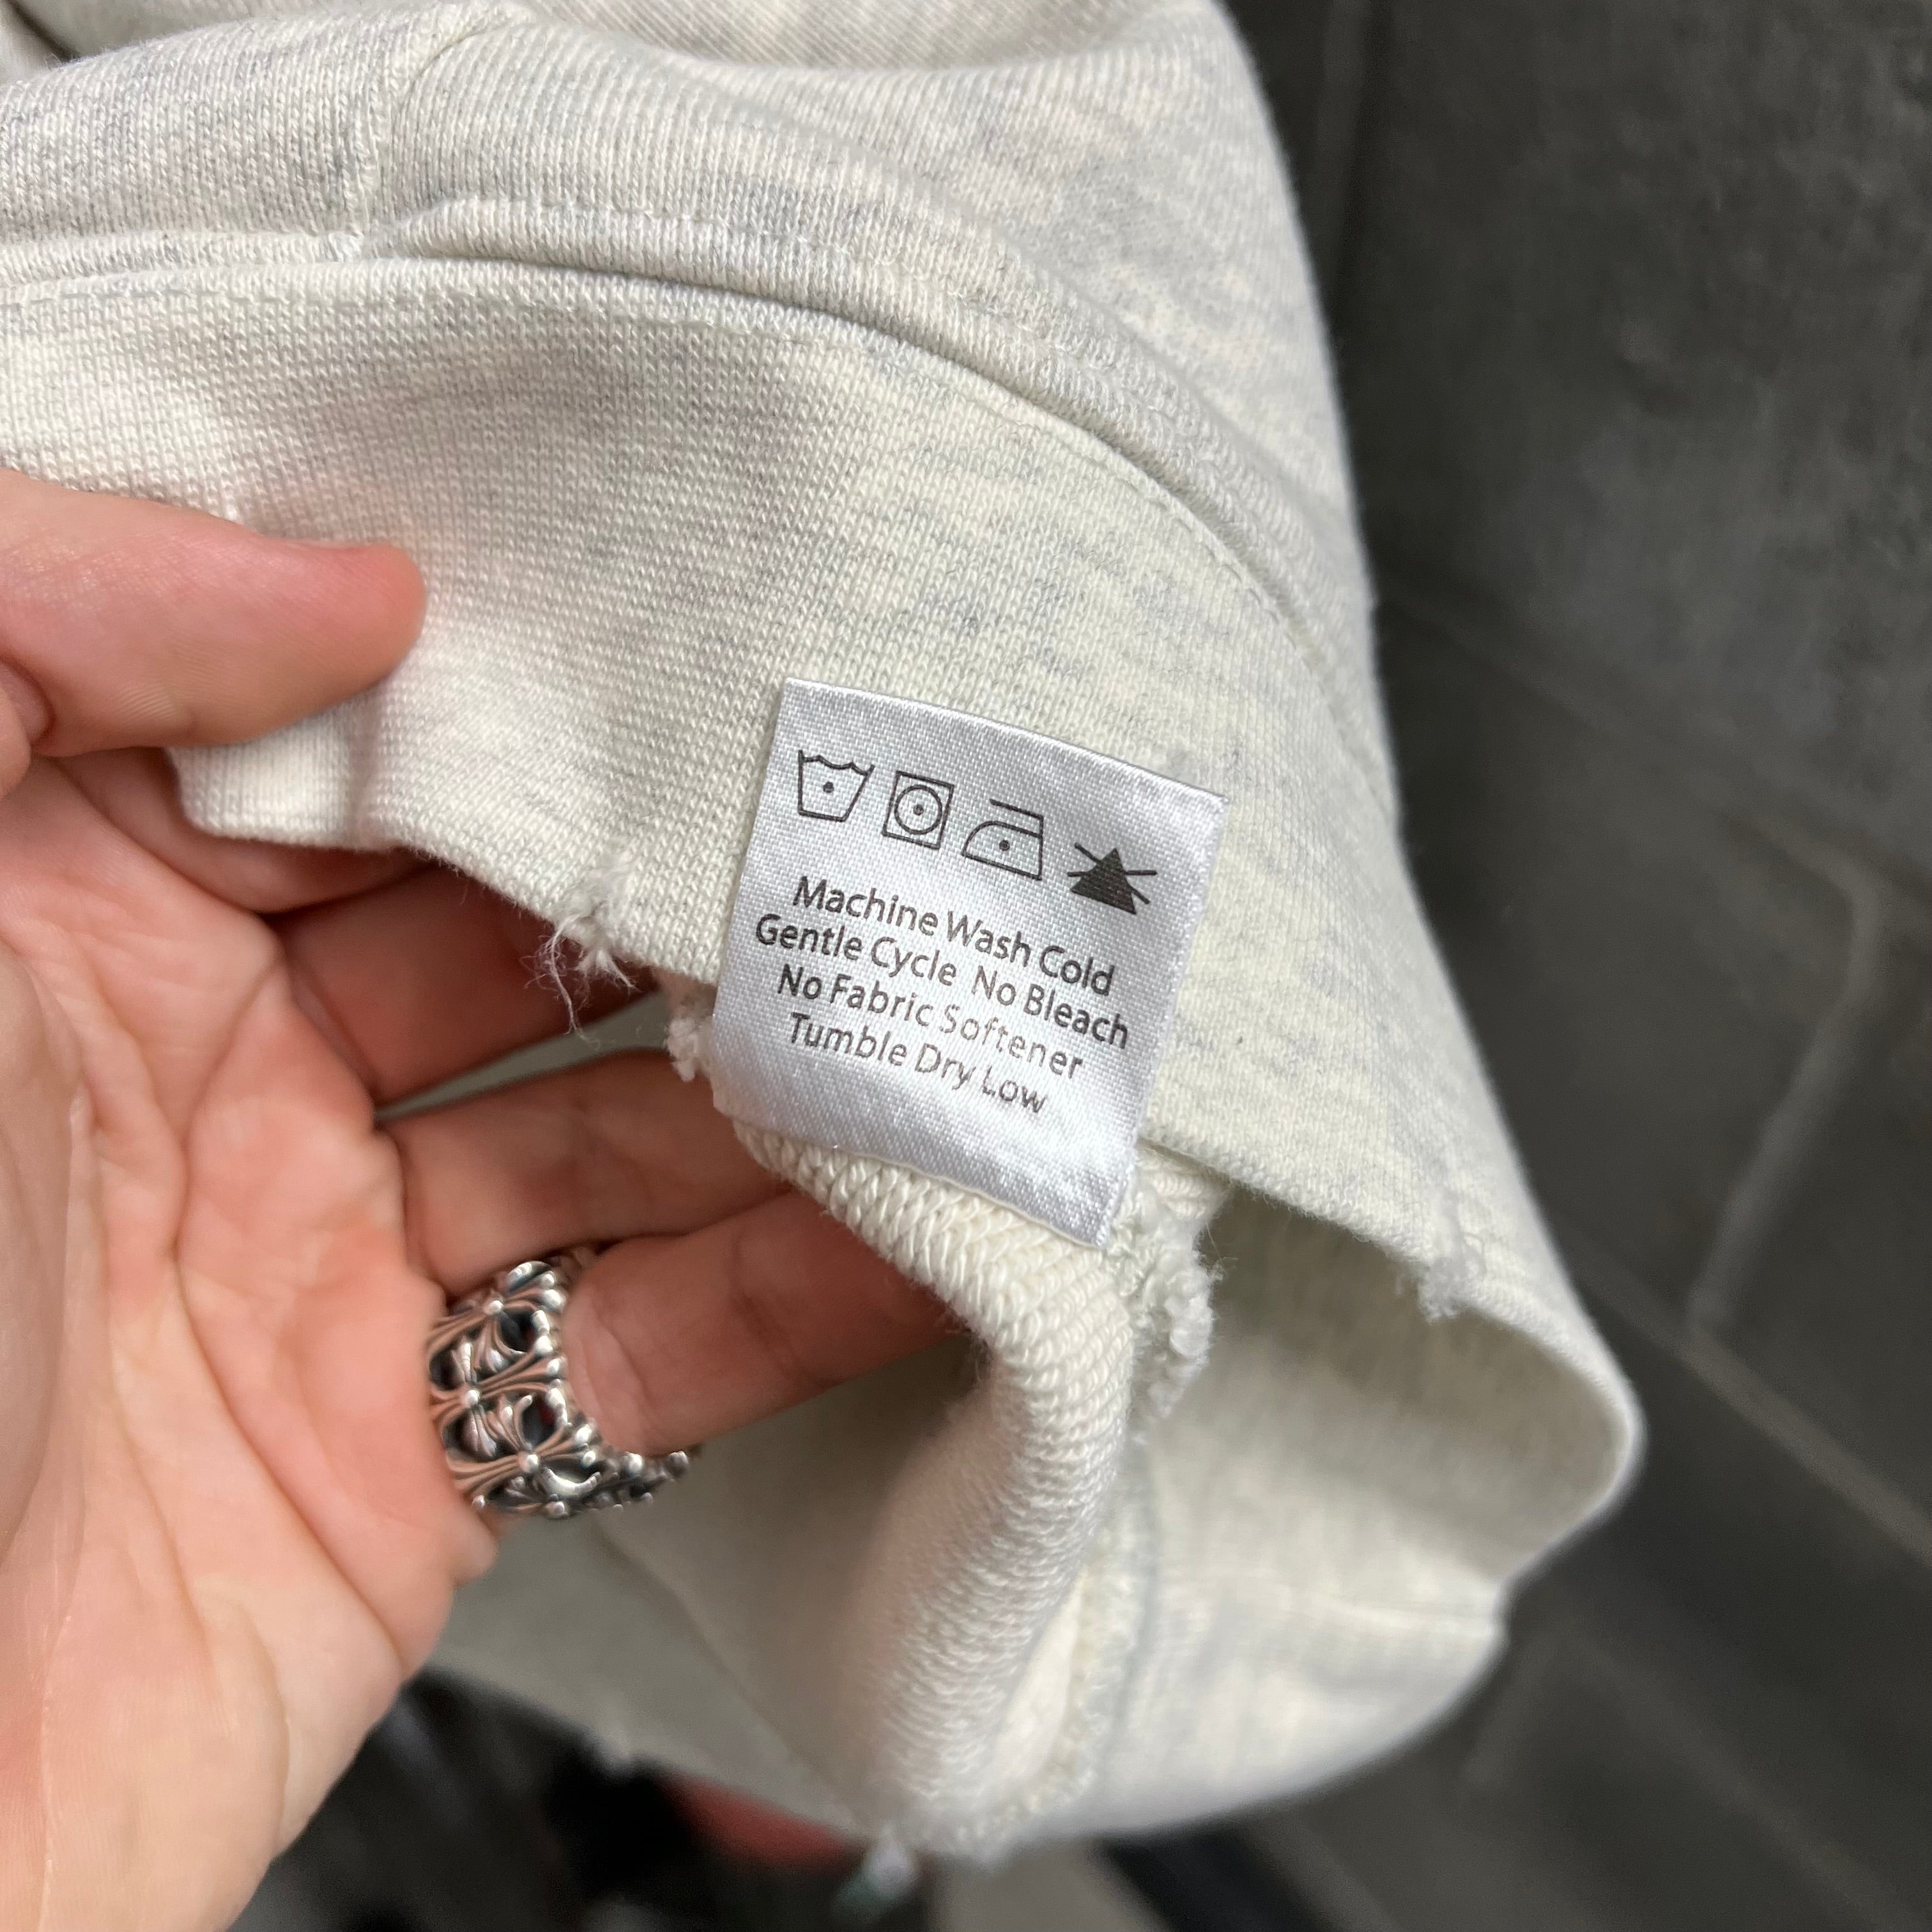 Machine Wash Cold
Gentle Cycle No Bleach
No Fabric Softener
Tumble Dry Low